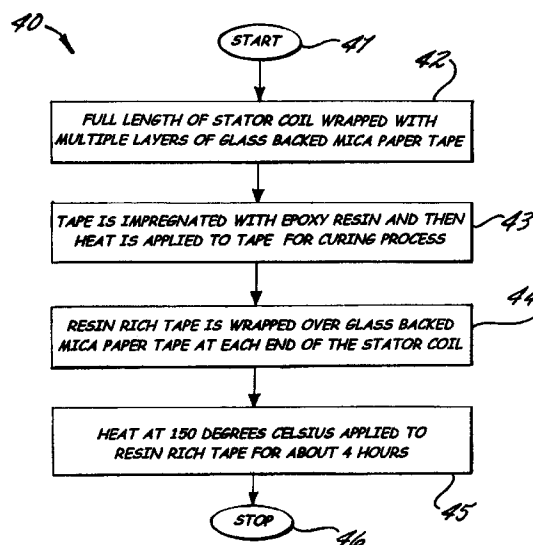 40
START
41
42
FULL LENGTH OF STATOR COIL WRAPPED WITH
MULTIPLE LAYERS OF GLASS BACKED MICA PAPER TAPE
TAPE IS IMPREGNATED WITH EPOXY RESIN AND THEN
HEAT IS APPLIED TO TAPE FOR CURING PROCESS
43
44
RESIN RICH TAPE IS WRAPPED OVER GLASS BACKED
MICA PAPER TAPE AT EACH END OF THE STATOR COIL
HEAT AT 150 DEGREES CELSIUS APPLIED TO
RESIN RICH TAPE FOR ABOUT 4 HOURS
45
STOP
46